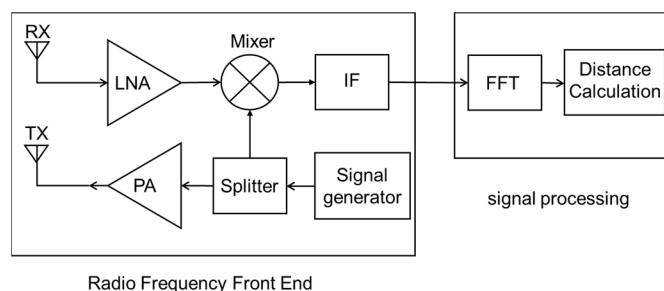 RX
Mixer
LNA
IF
FFT
Distance
Calculation
TX
PA
Splitter
Signal
generator
signal processing
Radio Frequency Front End